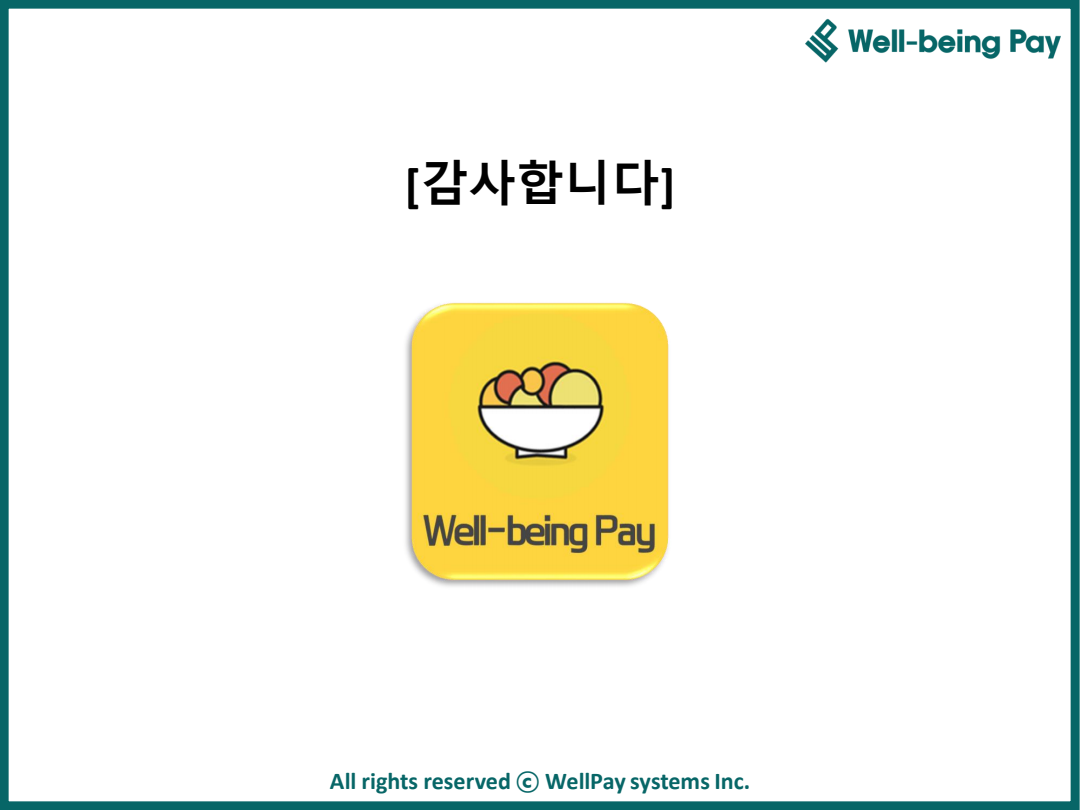 Well-being Pay
[감사합니다]
Well-being Pay
All rights reserved ⓒ WellPay systems Inc.